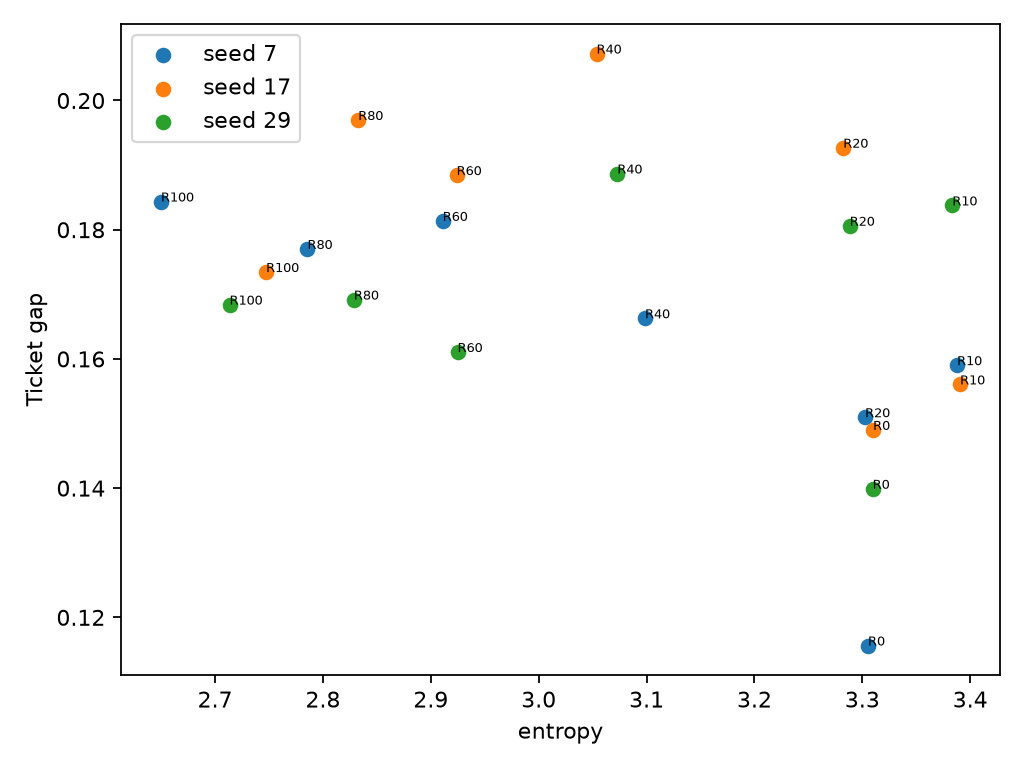 seed 7
seed 17
seed 29
R40
R80
R20
R60
R40
R100
R10
R60
R20
R80
R100
R100
R80
R40
R60
R10
R10
R20
R0
R0
R0
0.20
0.18
0.16
0.14
0.12
Ticket gap
2.7 2.8 2.9 3.0 3.1 3.2 3.3 3.4
entropy